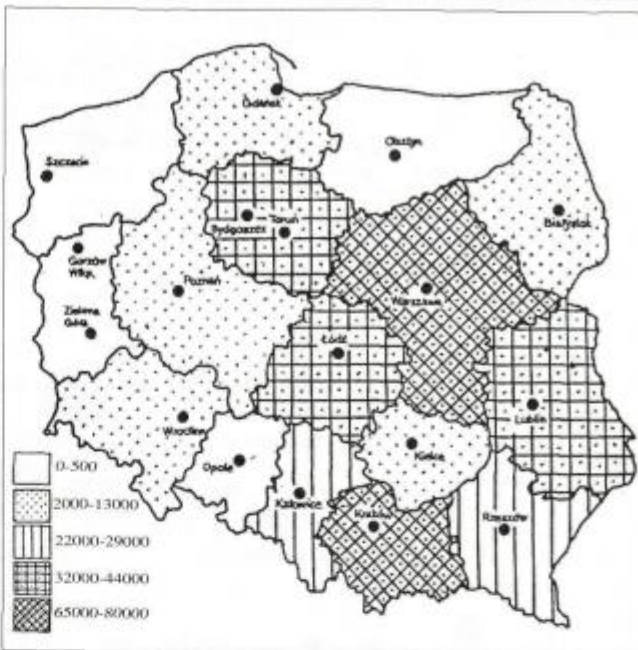 Gdańsk
Olsztyn
Szczecin
Białystok
Bydgoszcz
Toruń
Gorzów
Wlkp.
Poznań
Warszawa
Zielona
Góra
Łódź
Lublin
Wrocław
Kielce
Opole
Katowice
Kraków
Rzeszów
0-500
2000-13000
22000-29000
32000-44000
65000-80000